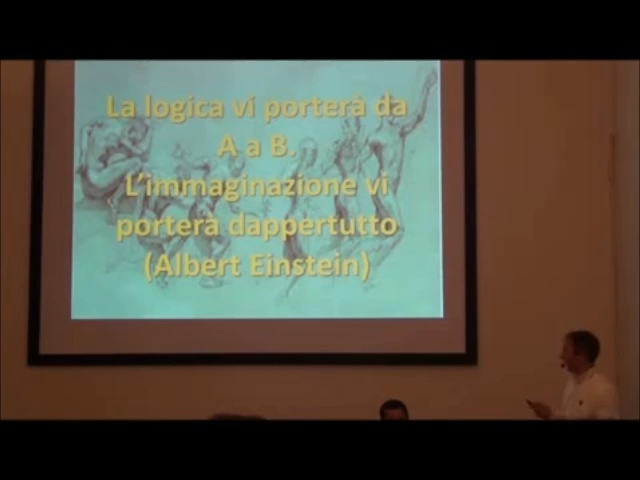 La logica vi porterà da
A a B.
L'immaginazione vi
porterà dappertutto
(Albert Einstein)